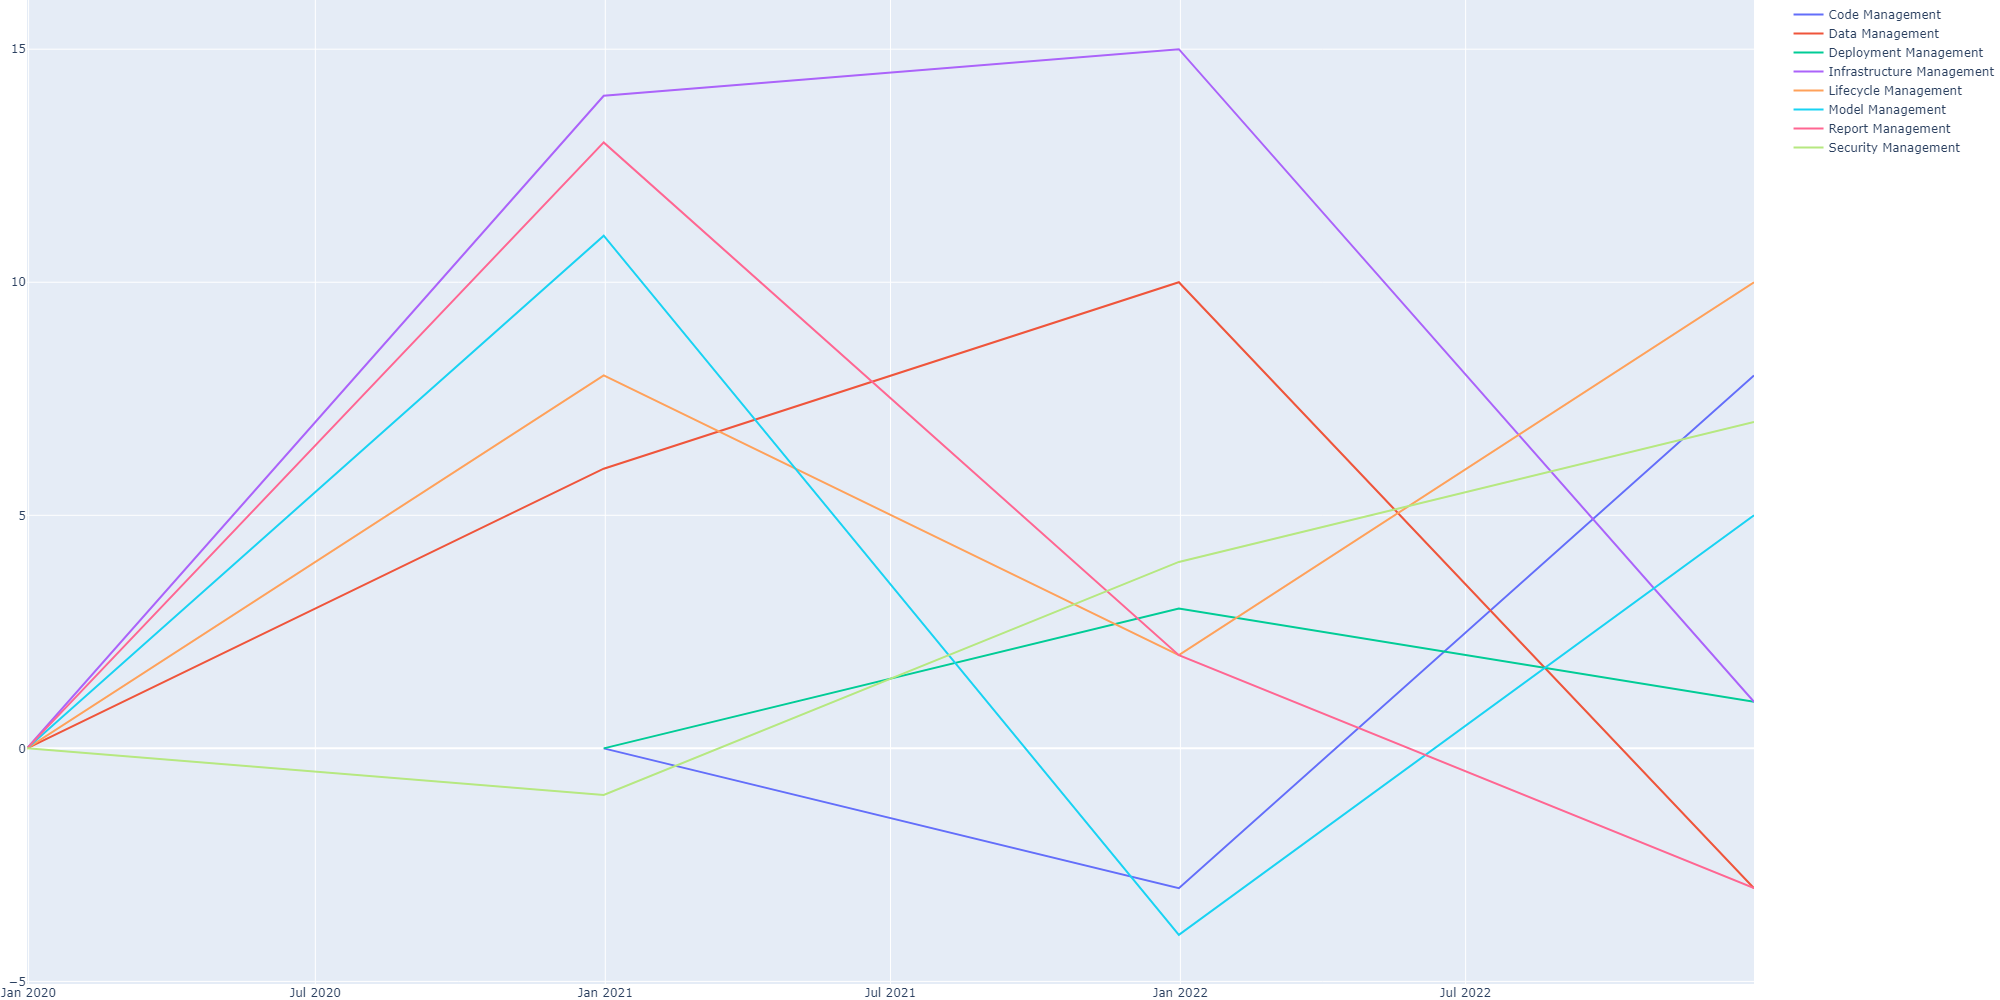 15
10
5
0
−5
Jan 2020
Jul 2020
Jan 2021
Jul 2021
Jan 2022
Jul 2022
Code Management
Data Management
Deployment Management
Infrastructure Management
Lifecycle Management
Model Management
Report Management
Security Management